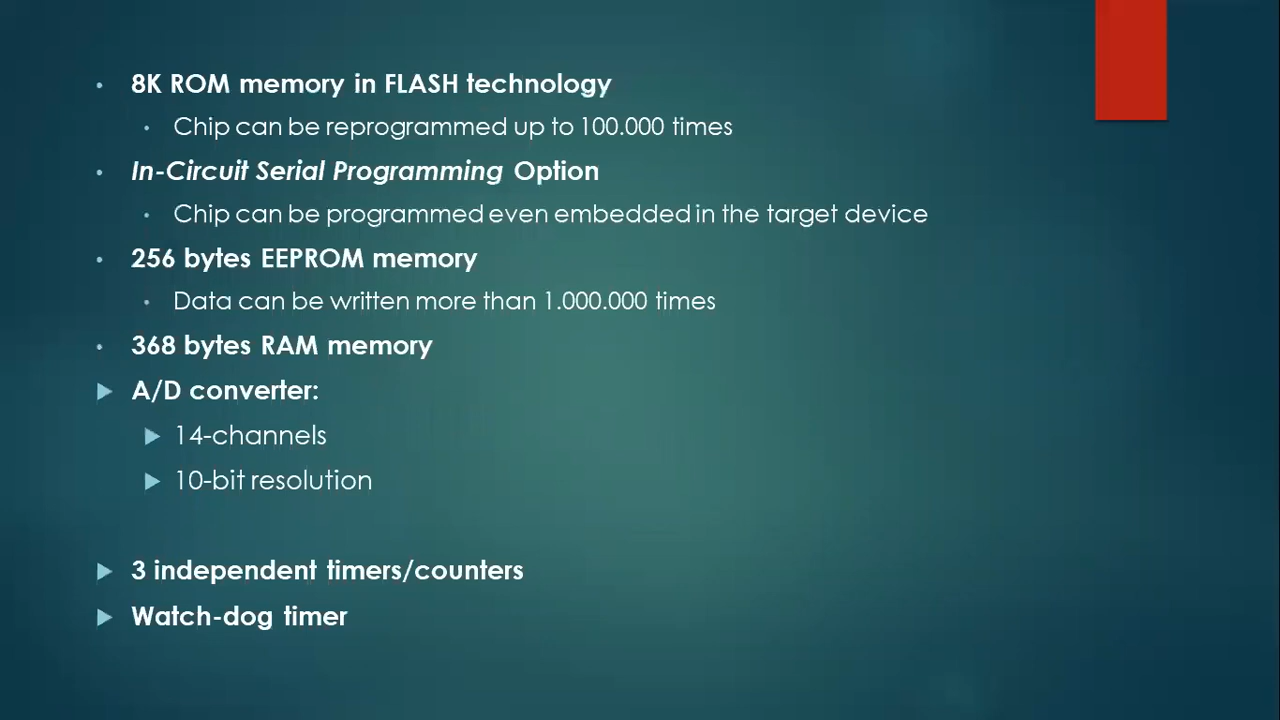 8K ROM memory in FLASH technology
Chip can be reprogrammed up to 100.000 times
In-Circuit Serial Programming Option
Chip can be programmed even embedded in the target device
256 bytes EEPROM memory
Data can be written more than 1.000.000 times
368 bytes RAM memory
A/D converter:
14-channels
10-bit resolution
3 independent timers/counters
Watch-dog timer